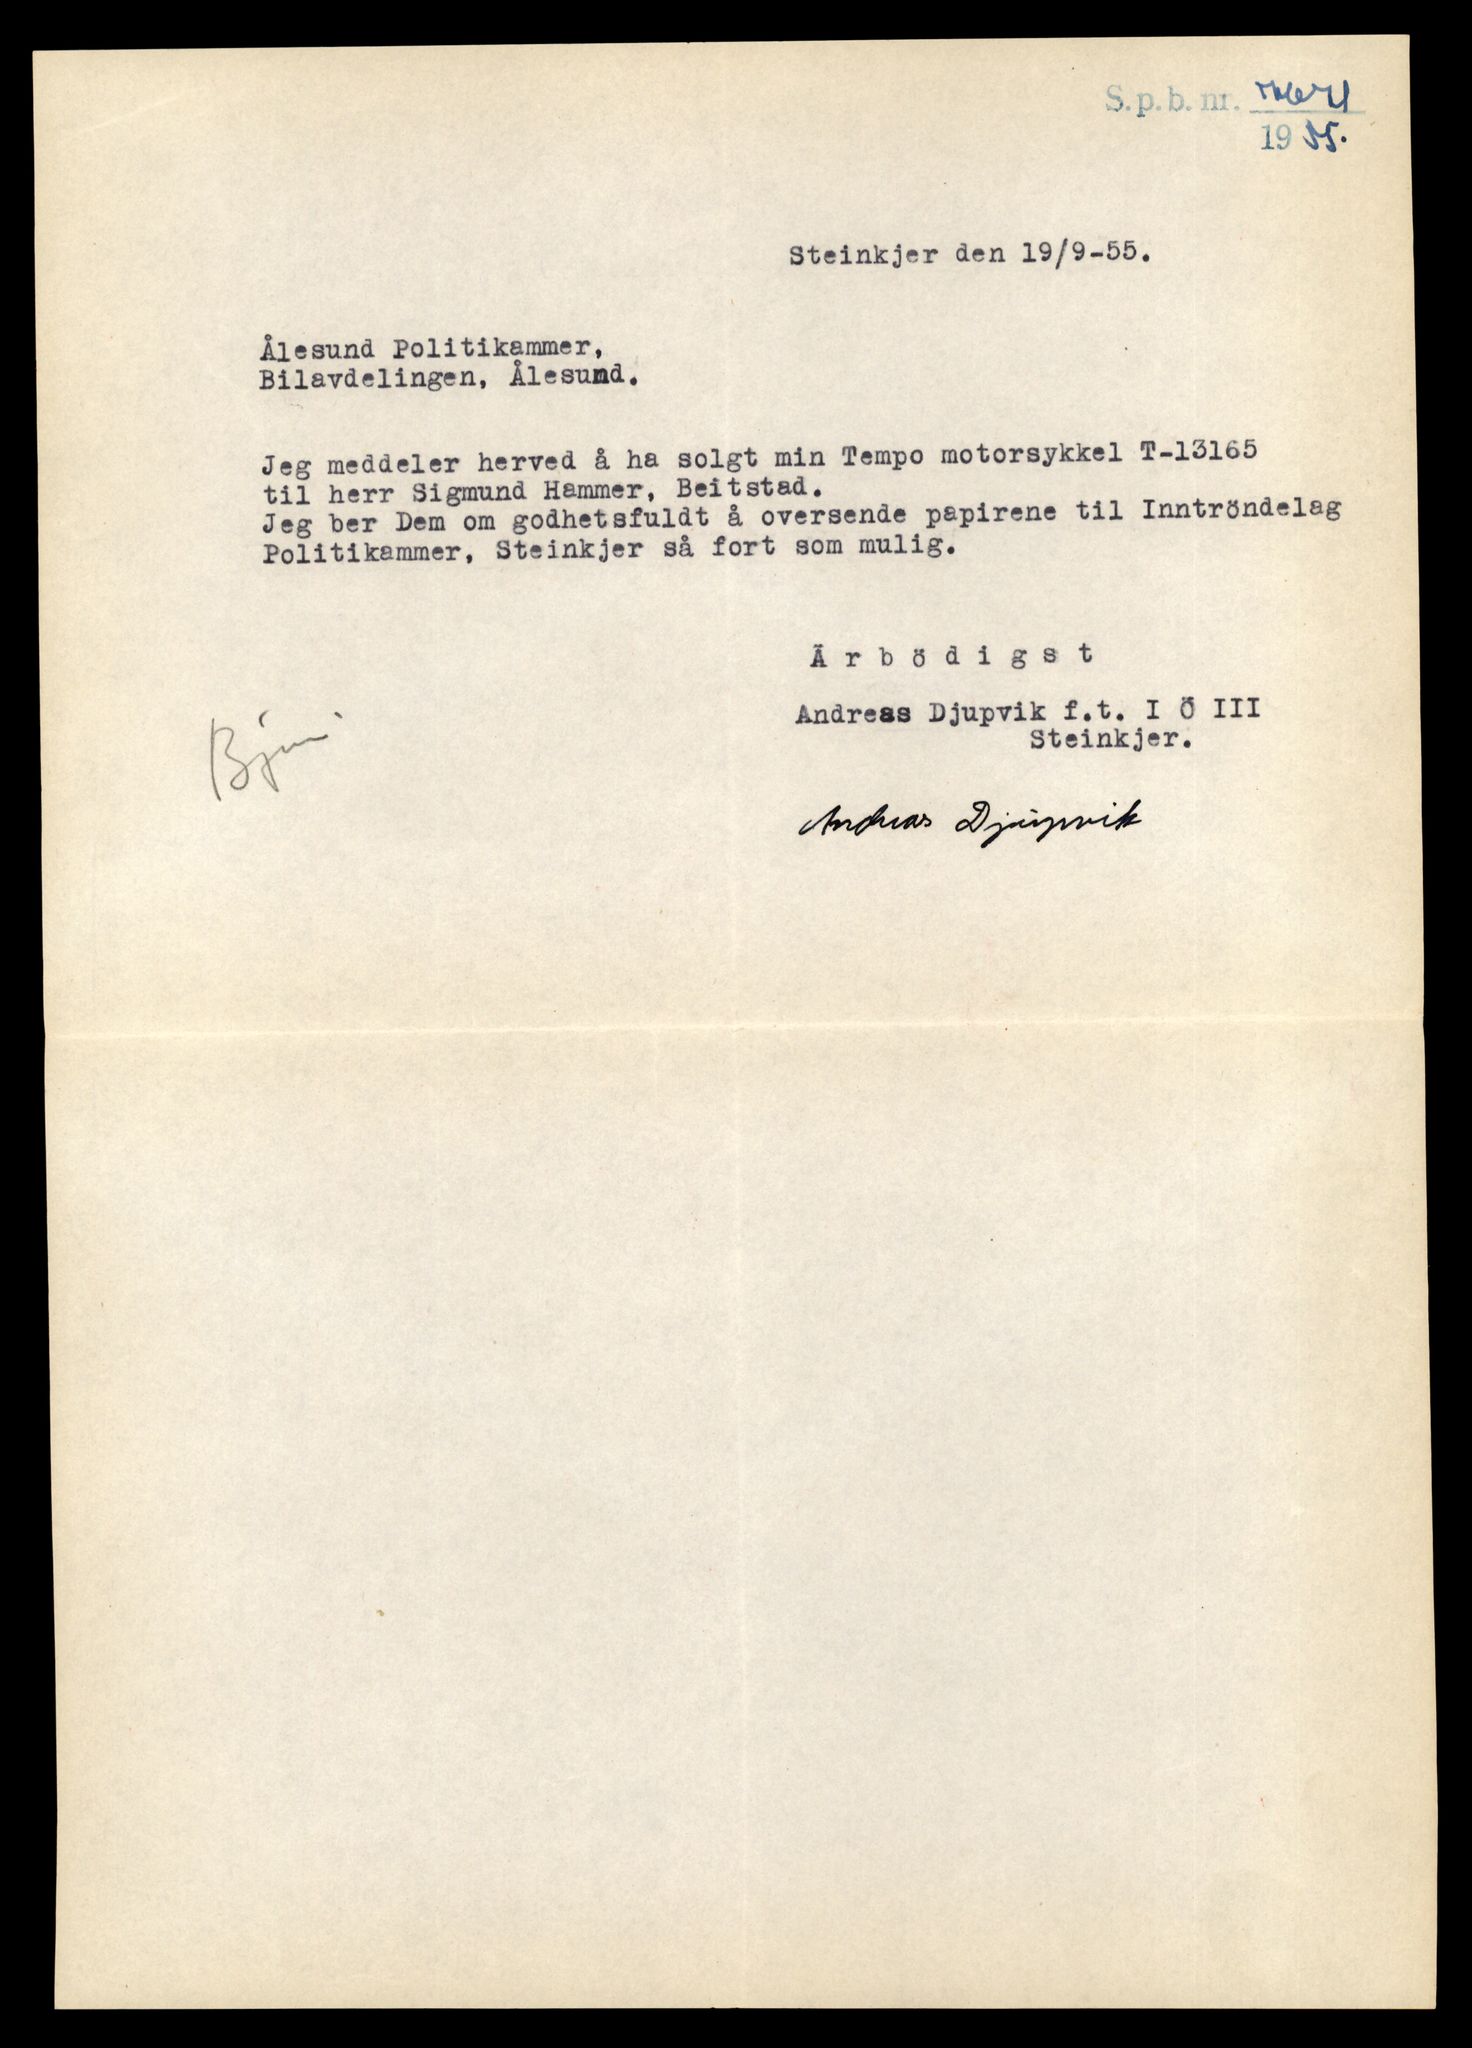 S.p.b. nr.
1955.
Steinkjer den 19/9-55.
Ålesund Politikammer,
Bilavdelingen, Ålesund.
Jeg meddeler herved å ha solgt min Tempo motorsykkel T-13165
til herr Sigmund Hammer, Beitstad.
Jeg ber Dem om godhetsfuldt å oversende papirene til Inntröndelag
Politikammer, Steinkjer så fort som mulig.
Ä r b ö d i g s t
Andreas Djupvik f.t. I Ö III
Steinkjer.
Andreas Djupvik